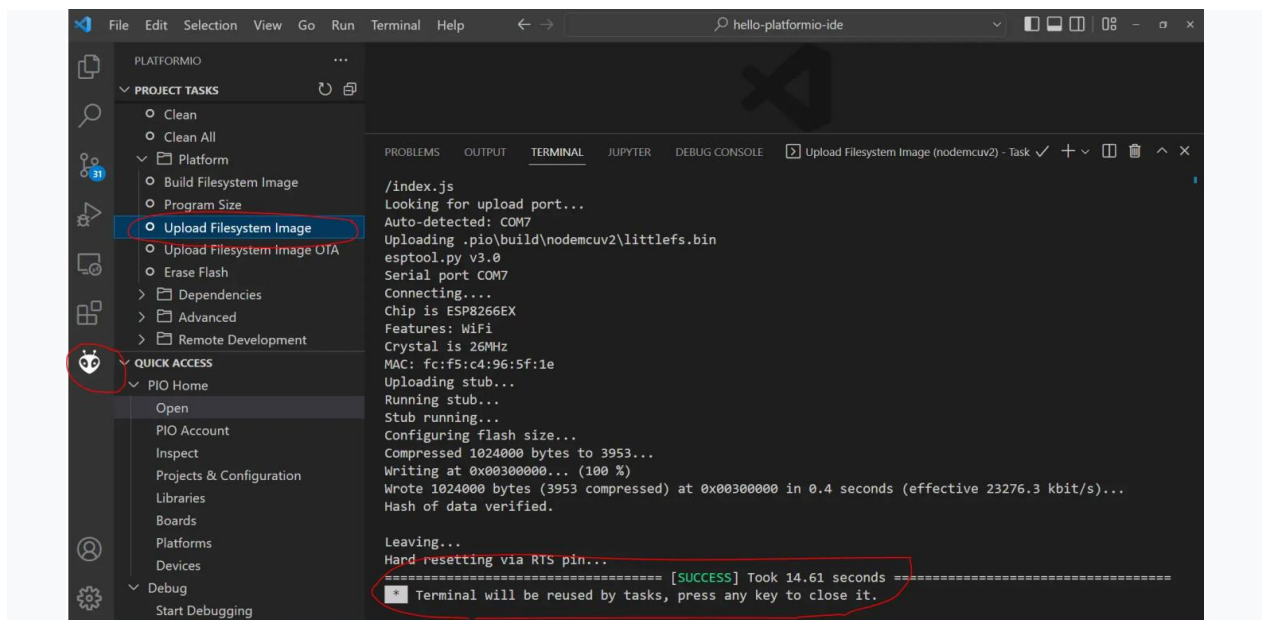 File Edit Selection View Go Run Terminal Help
hello-platformio-ide
PLATFORMIO
PROJECT TASKS
Clean
Clean All
Platform
Build Filesystem Image
Program Size
Upload Filesystem Image
Upload Filesystem Image OTA
Erase Flash
Dependencies
Advanced
Remote Development
31
QUICK ACCESS
PIO Home
Open
PIO Account
Inspect
Projects & Configuration
Libraries
Boards
Platforms
Devices
Debug
Start Debugging
PROBLEMS OUTPUT TERMINAL JUPYTER DEBUG CONSOLE Upload Filesystem Image (nodemcuv2) - Task
/index.js
Looking for upload port...
Auto-detected: COM7
Uploading .pio\build\nodemcuv2\littlefs.bin
esptool.py v3.0
Serial port COM7
Connecting....
Chip is ESP8266EX
Features: WiFi
Crystal is 26MHz
MAC: fc:f5:c4:96:5f:1e
Uploading stub...
Running stub...
Stub running...
Configuring flash size...
Compressed 1024000 bytes to 3953...
Writing at 0x00300000... (100 %)
Wrote 1024000 bytes (3953 compressed) at 0x00300000 in 0.4 seconds (effective 23276.3 kbit/s)...
Hash of data verified.
Leaving...
Hard resetting via RTS pin...
==================================== [SUCCESS] Took 14.61 seconds ====================================
* Terminal will be reused by tasks, press any key to close it.